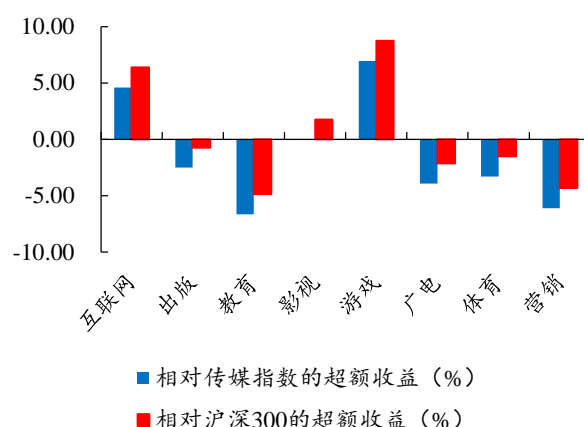 10.00
5.00
0.00
-5.00
-10.00
互联网
出版
教育
影视
游戏
广电
体育
营销
相对传媒指数的超额收益（%）
相对沪深300的超额收益（%）